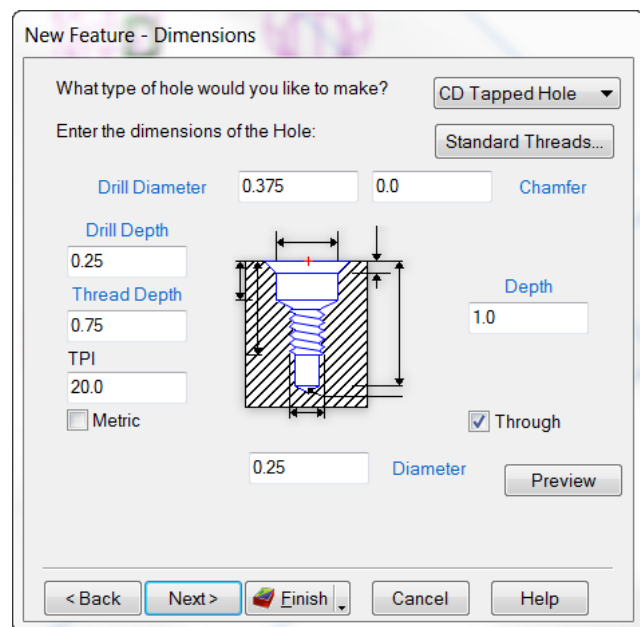 New Feature - Dimensions
What type of hole would you like to make?
CD Tapped Hole
Enter the dimensions of the Hole:
Standard Threads...
Drill Diameter 0.375 0.0 Chamfer
Drill Depth
0.25
Thread Depth
0.75
Depth
1.0
TPI
20.0
Metric
Through
0.25 Diameter
Preview
< Back Next > Finish Cancel Help